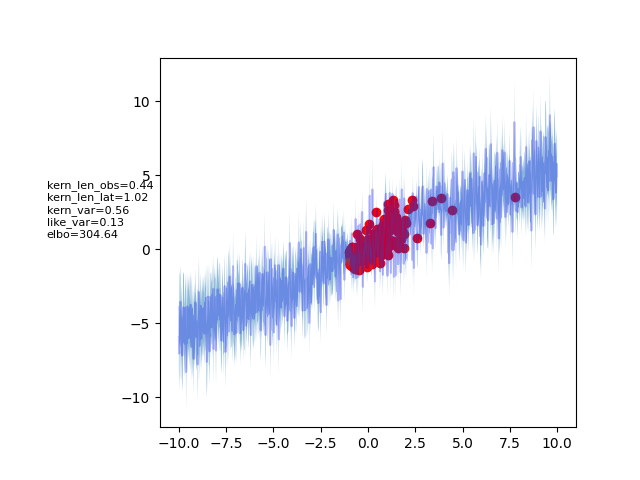 10
5
kern_len_obs=0.44
kern_len_lat=1.02
kern_var=0.56
like_var=0.13
elbo=304.64
0
−5
−10
−10.0 −7.5 −5.0 −2.5 0.0 2.5 5.0 7.5 10.0